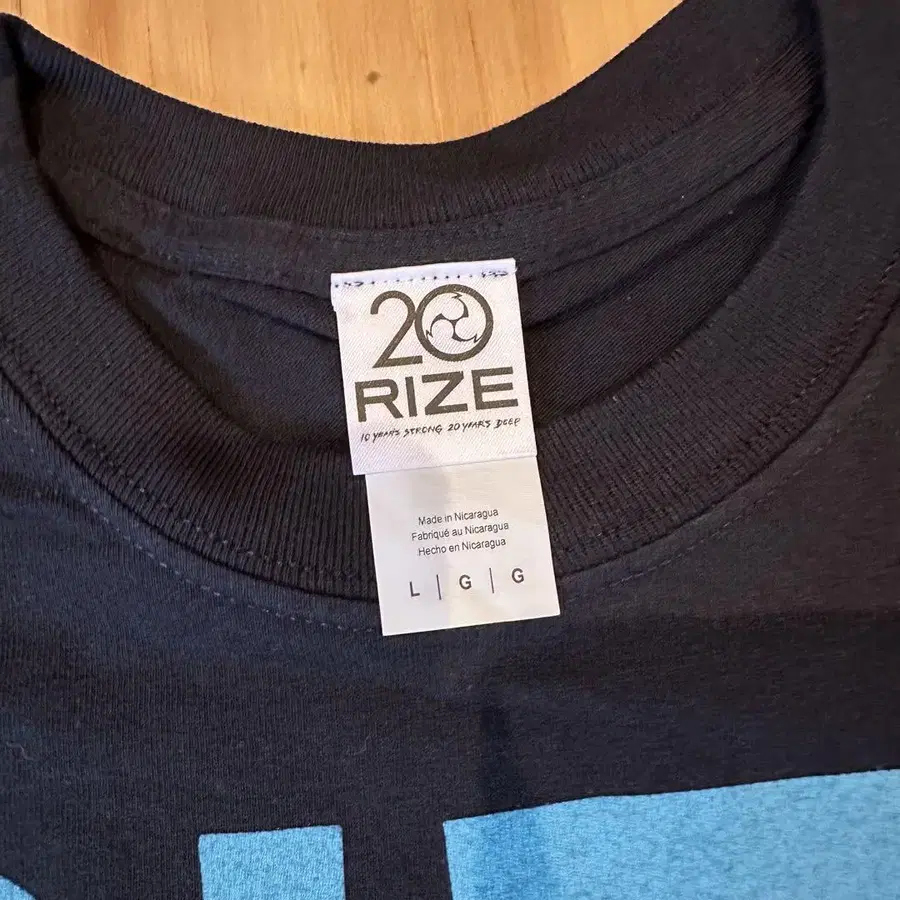 20
RIZE
10 YEARS STRONG 20 YEARS DEEP
Made in Nicaragua
Fabriqué au Nicaragua
Hecho en Nicaragua
L | G | G